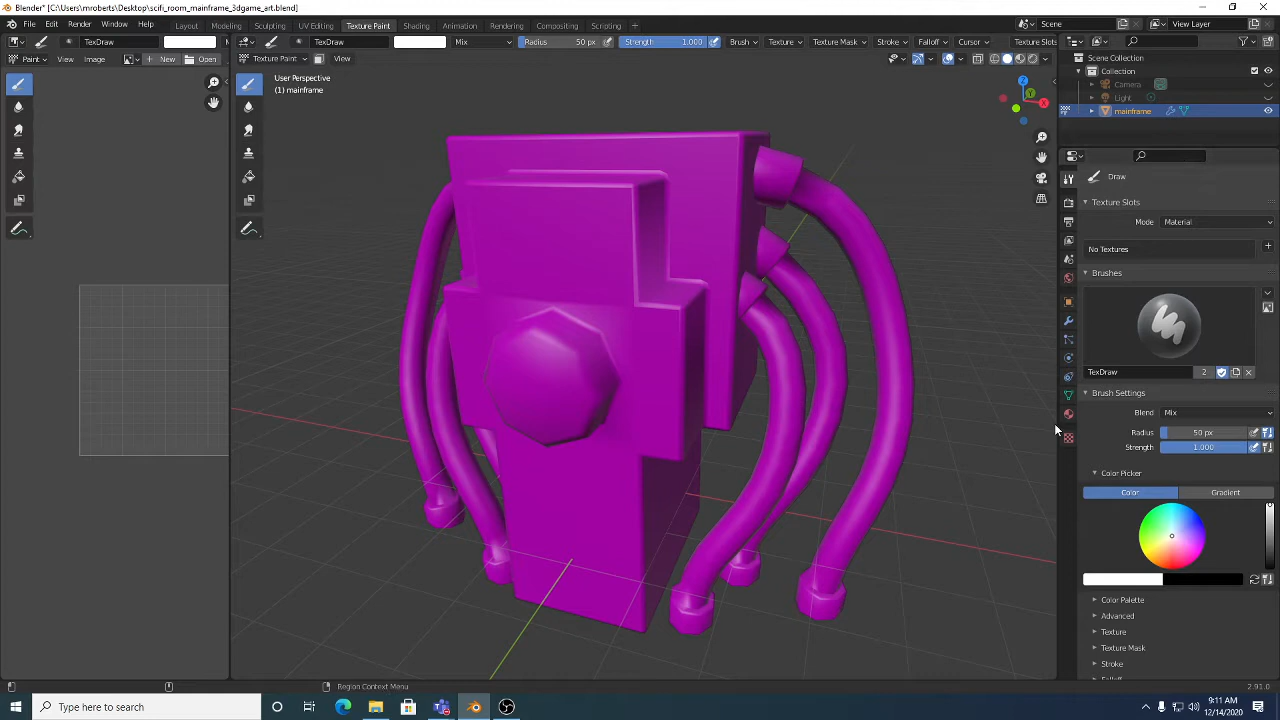 Blender* [C:\Users\mroberts\Desktop\scifi_room_mainframe_3dgame_art.blend]
File Edit Render Window Help Layout Modeling Sculpting UV Editing Texture Paint Shading Animation Rendering Compositing Scripting + Scene View Layer
TexDraw TexDraw Mix Radius 50 px Strength 1.000 Brush Texture Texture Mask Stroke Falloff Cursor Texture Slots
Paint View Image New Open Texture Paint View
User Perspective
(1) mainframe
Scene Collection
Collection
Camera
Light
mainframe
Draw
Texture Slots
Mode Material
No Textures
Brushes
TexDraw 2
Brush Settings
Blend Mix
Radius 50 px
Strength 1.000
Color Picker
Color Gradient
Color Palette
Advanced
Texture
Texture Mask
Stroke
Falloff
Region Context Menu 2.91.0
Type here to search
9:11 AM
12/14/2020
X
Y
Z